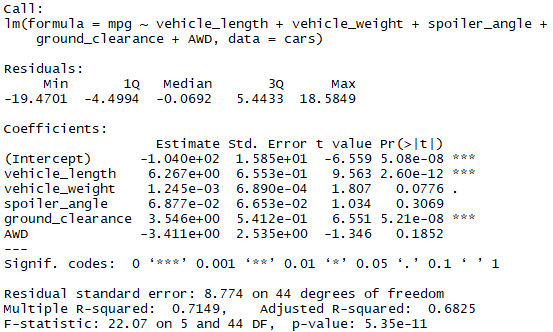 Call:
lm(formula = mpg ~ vehicle_length + vehicle_weight + spoiler_angle +
    ground_clearance + AWD, data = cars)
Residuals:
     Min       1Q   Median       3Q      Max
-19.4701  -4.4994  -0.0692   5.4433  18.5849
Coefficients:
                   Estimate Std. Error t value Pr(>|t|)
(Intercept)      -1.040e+02  1.585e+01  -6.559 5.08e-08 ***
vehicle_length    6.267e+00  6.553e-01   9.563 2.60e-12 ***
vehicle_weight    1.245e-03  6.890e-04   1.807   0.0776 .
spoiler_angle     6.877e-02  6.653e-02   1.034   0.3069
ground_clearance  3.546e+00  5.412e-01   6.551 5.21e-08 ***
AWD              -3.411e+00  2.535e+00  -1.346   0.1852
---
Signif. codes:  0 ‘***’ 0.001 ‘**’ 0.01 ‘*’ 0.05 ‘.’ 0.1 ‘ ’ 1
Residual standard error: 8.774 on 44 degrees of freedom
Multiple R-squared:  0.7149,    Adjusted R-squared:  0.6825
F-statistic: 22.07 on 5 and 44 DF,  p-value: 5.35e-11